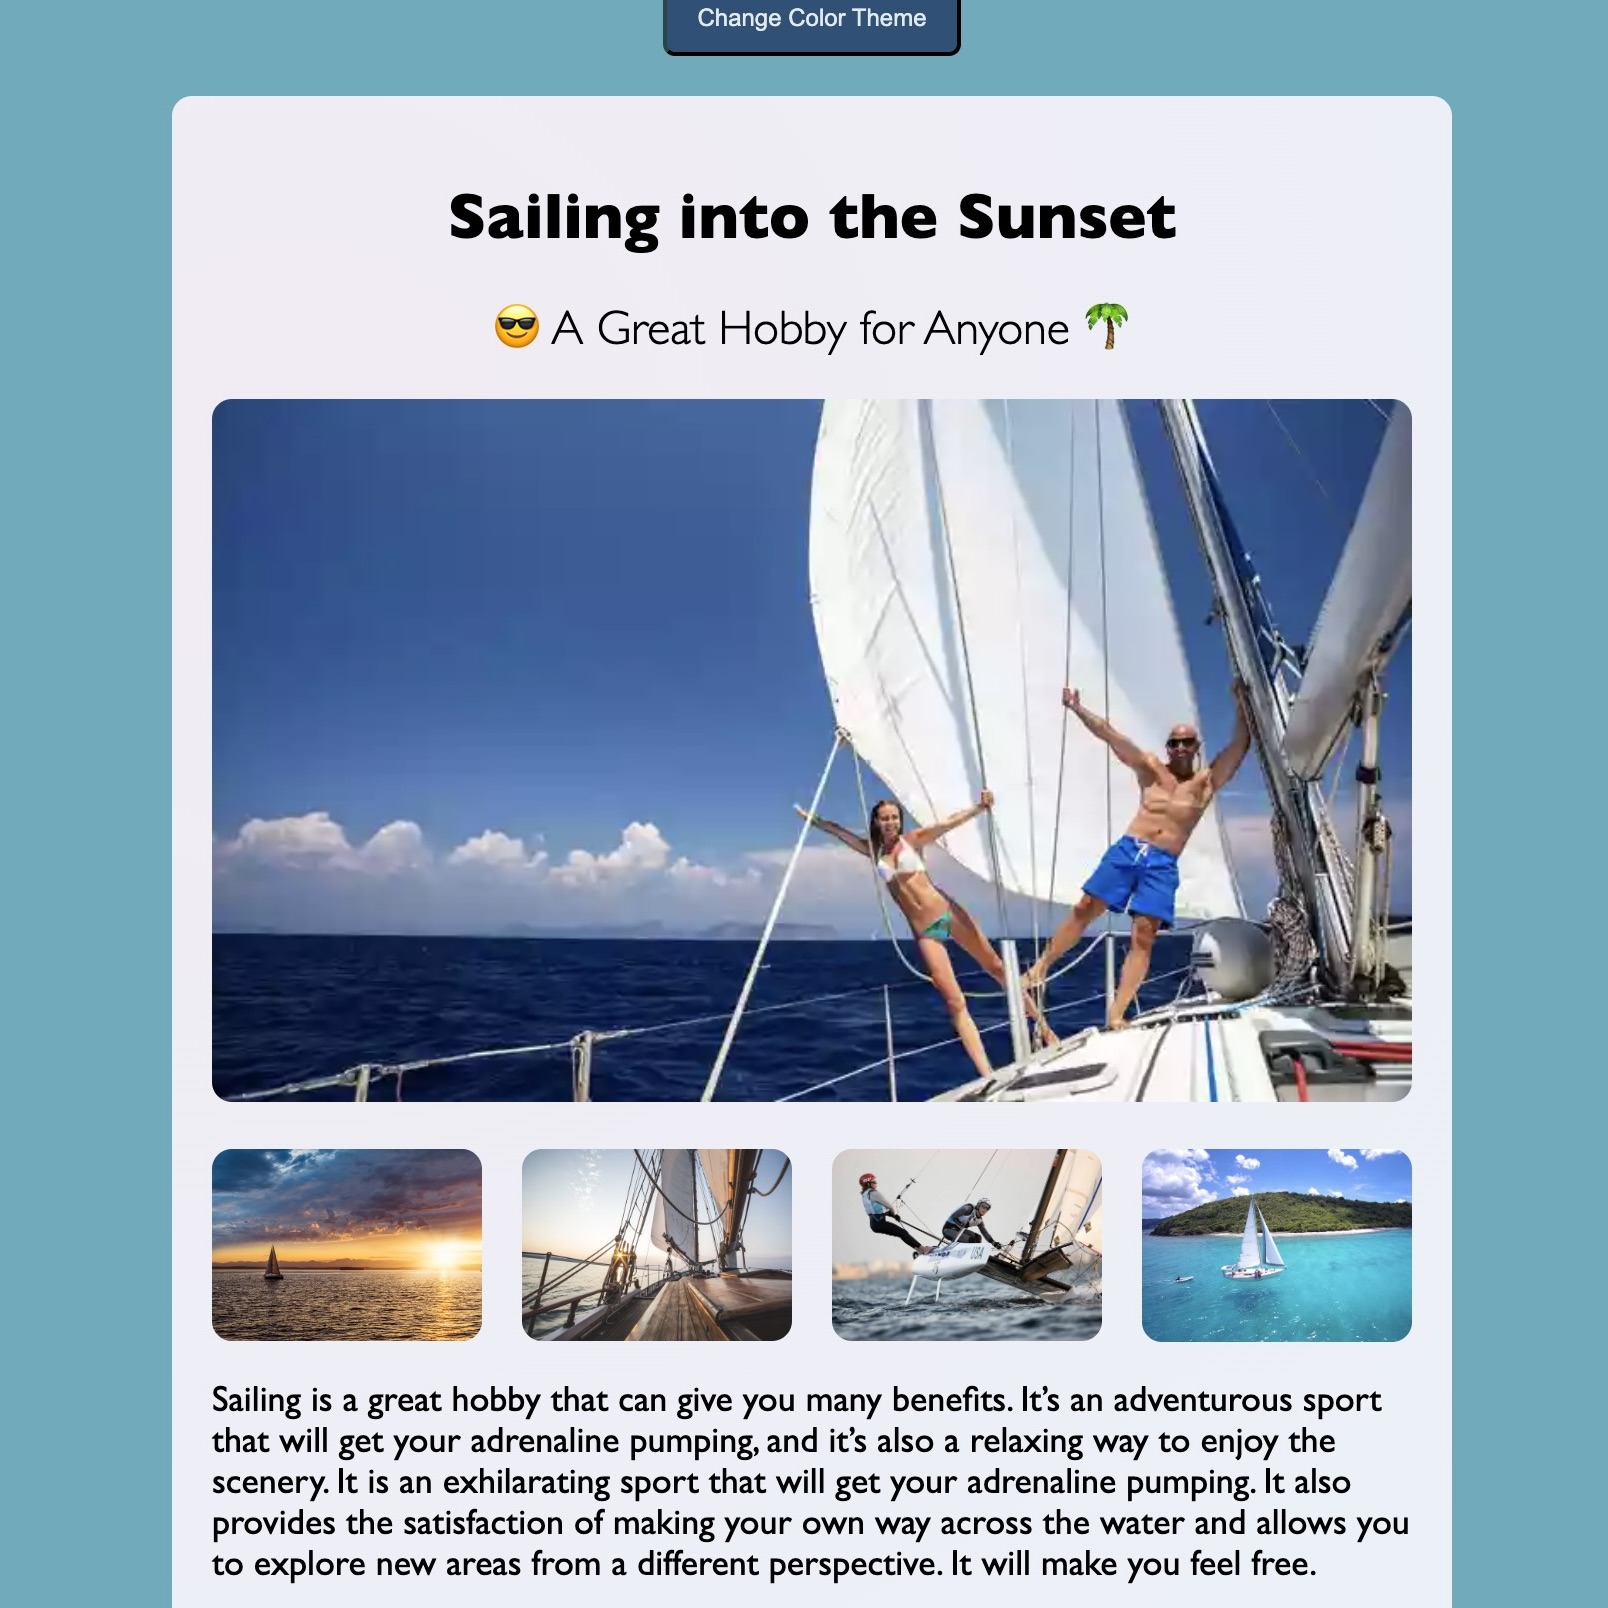 Change Color Theme
Sailing into the Sunset
😎 A Great Hobby for Anyone 🌴
USA
Sailing is a great hobby that can give you many benefits. It’s an adventurous sport
that will get your adrenaline pumping, and it’s also a relaxing way to enjoy the
scenery. It is an exhilarating sport that will get your adrenaline pumping. It also
provides the satisfaction of making your own way across the water and allows you
to explore new areas from a different perspective. It will make you feel free.